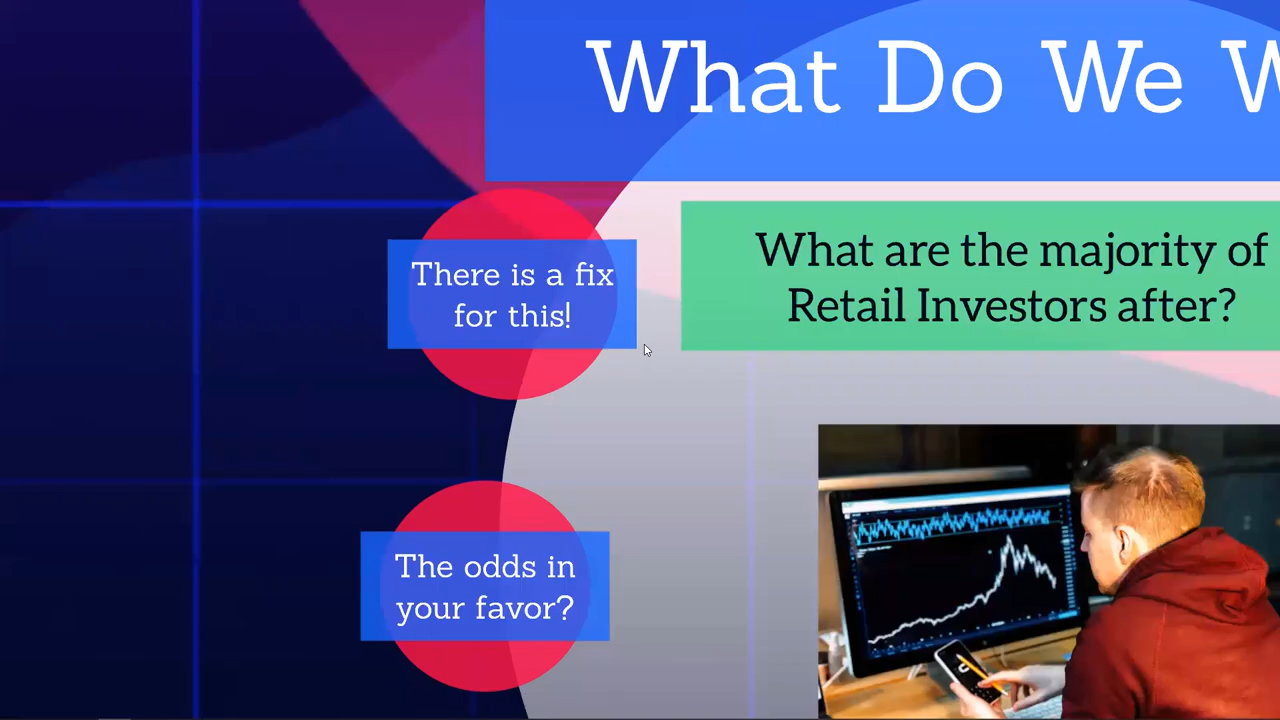 What Do We
There is a fix
for this!
What are the majority of
Retail Investors after?
The odds in
your favor?